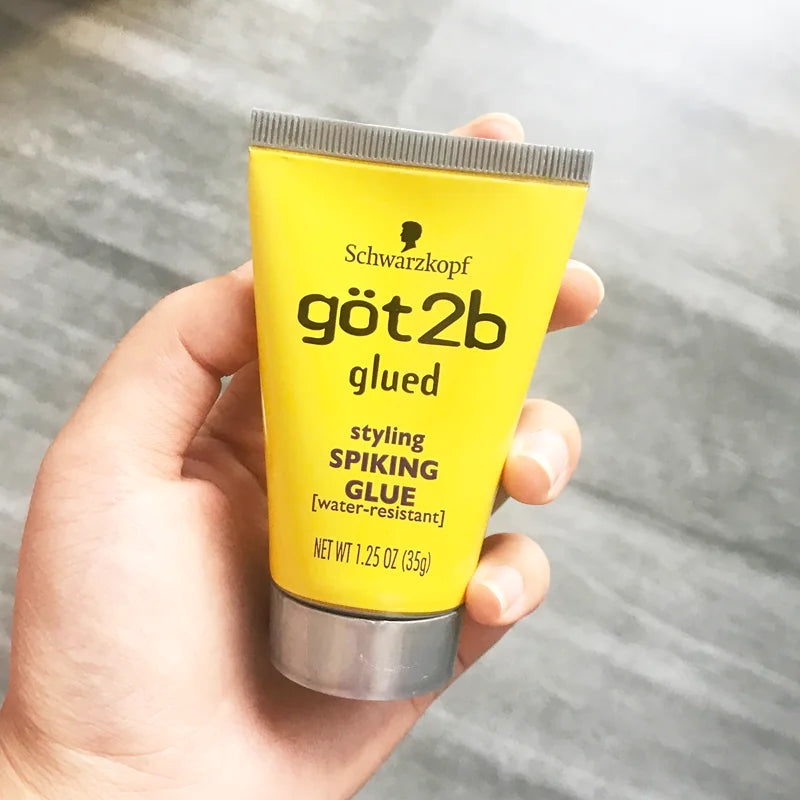 Schwarzkopf
göt2b
glued
styling
SPIKING
GLUE
[water-resistant]
NET WT 1.25 OZ (35g)